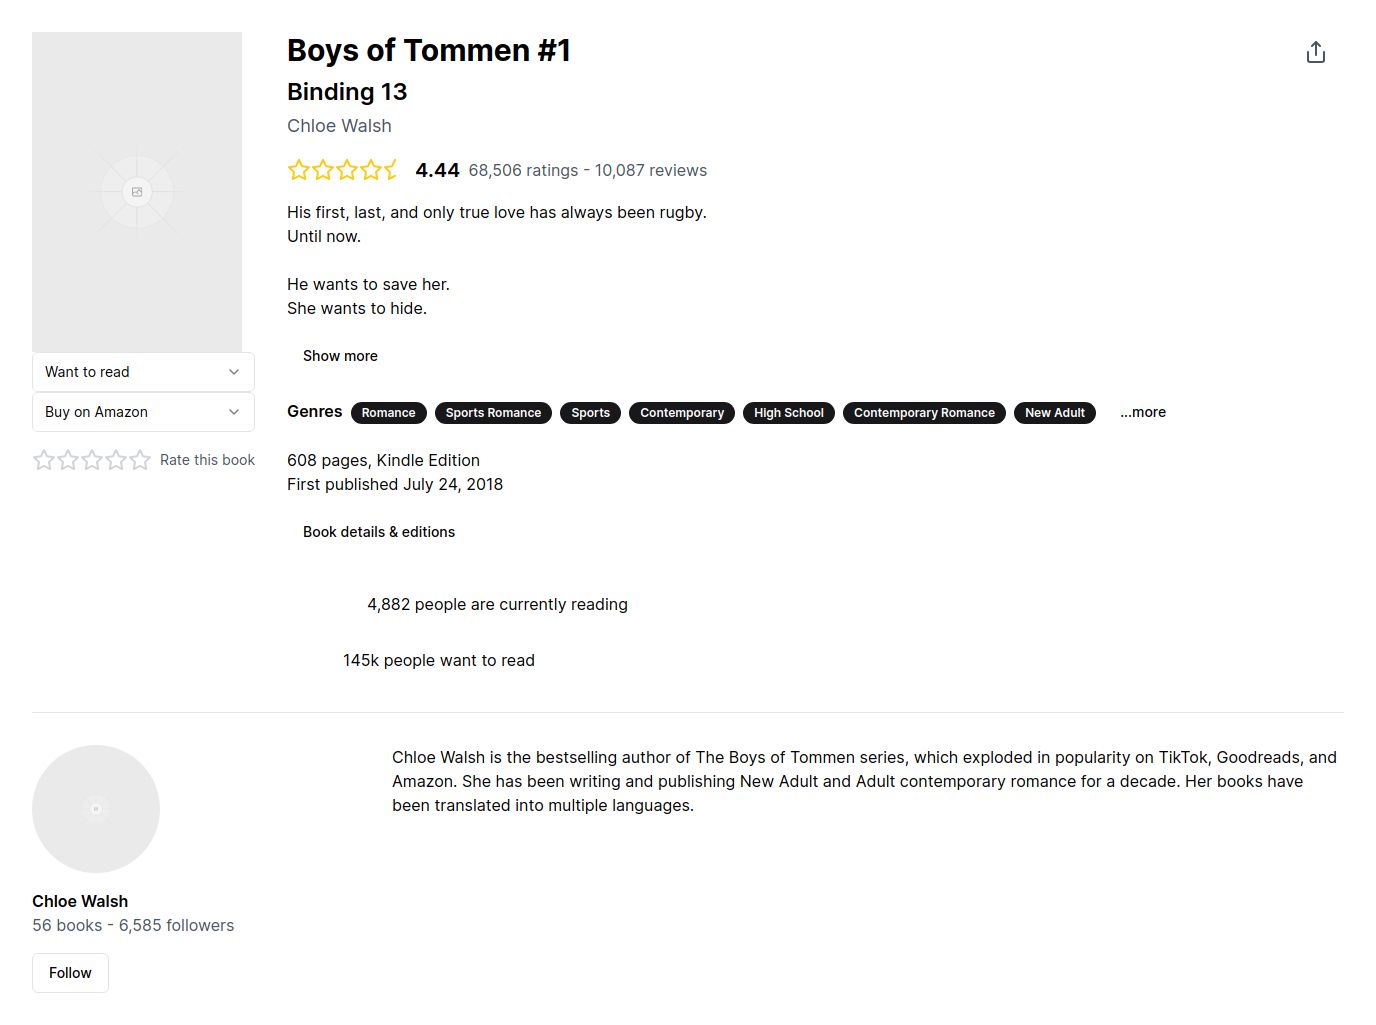 Boys of Tommen #1
Binding 13
Chloe Walsh
4.44 68,506 ratings - 10,087 reviews
His first, last, and only true love has always been rugby.
Until now.
He wants to save her.
She wants to hide.
Show more
Want to read
Buy on Amazon
Rate this book
Genres Romance Sports Romance Sports Contemporary High School Contemporary Romance New Adult ...more
608 pages, Kindle Edition
First published July 24, 2018
Book details & editions
4,882 people are currently reading
145k people want to read
Chloe Walsh
56 books - 6,585 followers
Follow
Chloe Walsh is the bestselling author of The Boys of Tommen series, which exploded in popularity on TikTok, Goodreads, and
Amazon. She has been writing and publishing New Adult and Adult contemporary romance for a decade. Her books have
been translated into multiple languages.